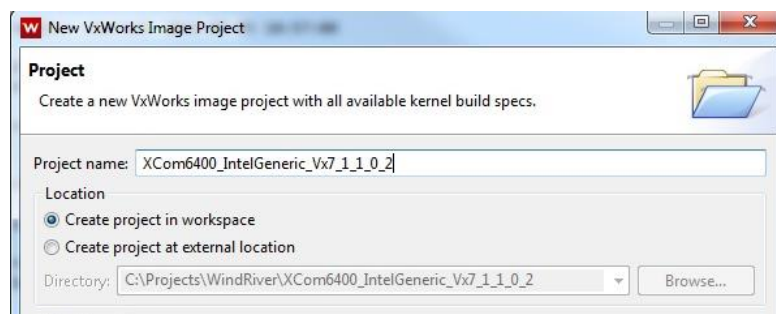 New VxWorks Image Project
Project
Create a new VxWorks image project with all available kernel build specs.
Project name: XCom6400_IntelGeneric_Vx7_1_1_0_2
Location
Create project in workspace
Create project at external location
Directory: C:\Projects\WindRiver\XCom6400_IntelGeneric_Vx7_1_1_0_2 Browse...